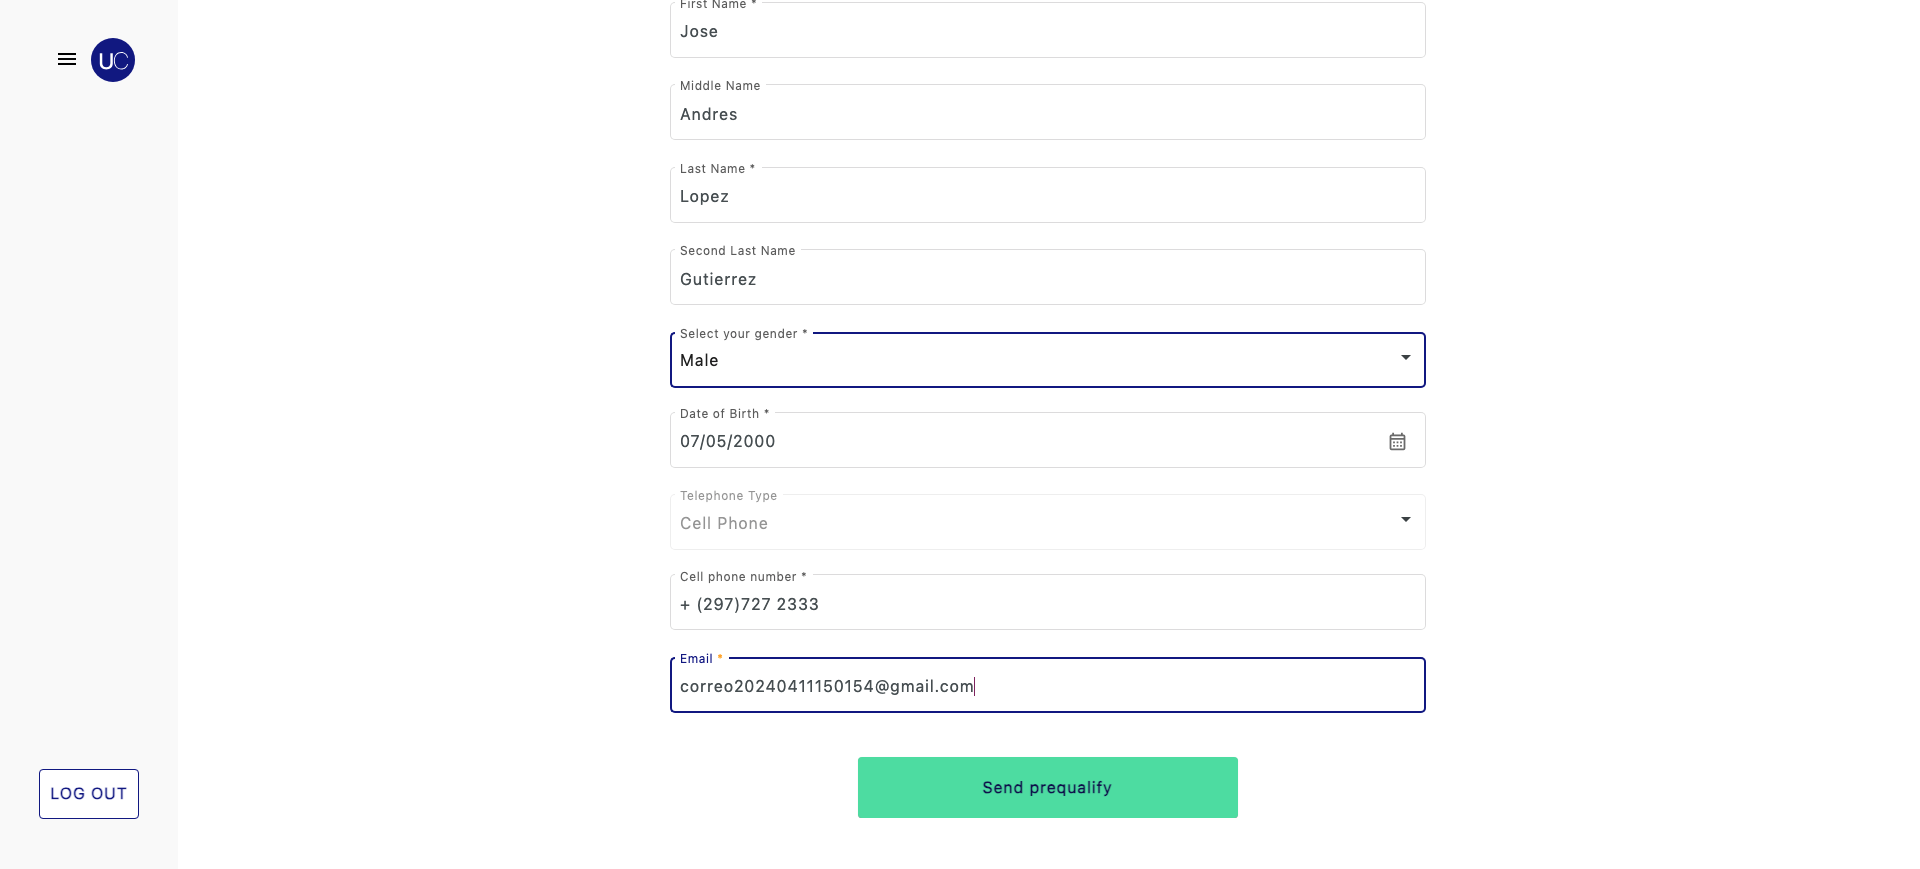 First Name *
Jose
UC
Middle Name
Andres
Last Name *
Lopez
Second Last Name
Gutierrez
Select your gender *
Male
Date of Birth *
07/05/2000
Telephone Type
Cell Phone
Cell phone number *
+ (297)727 2333
Email *
correo20240411150154@gmail.com
Send prequalify
LOG OUT